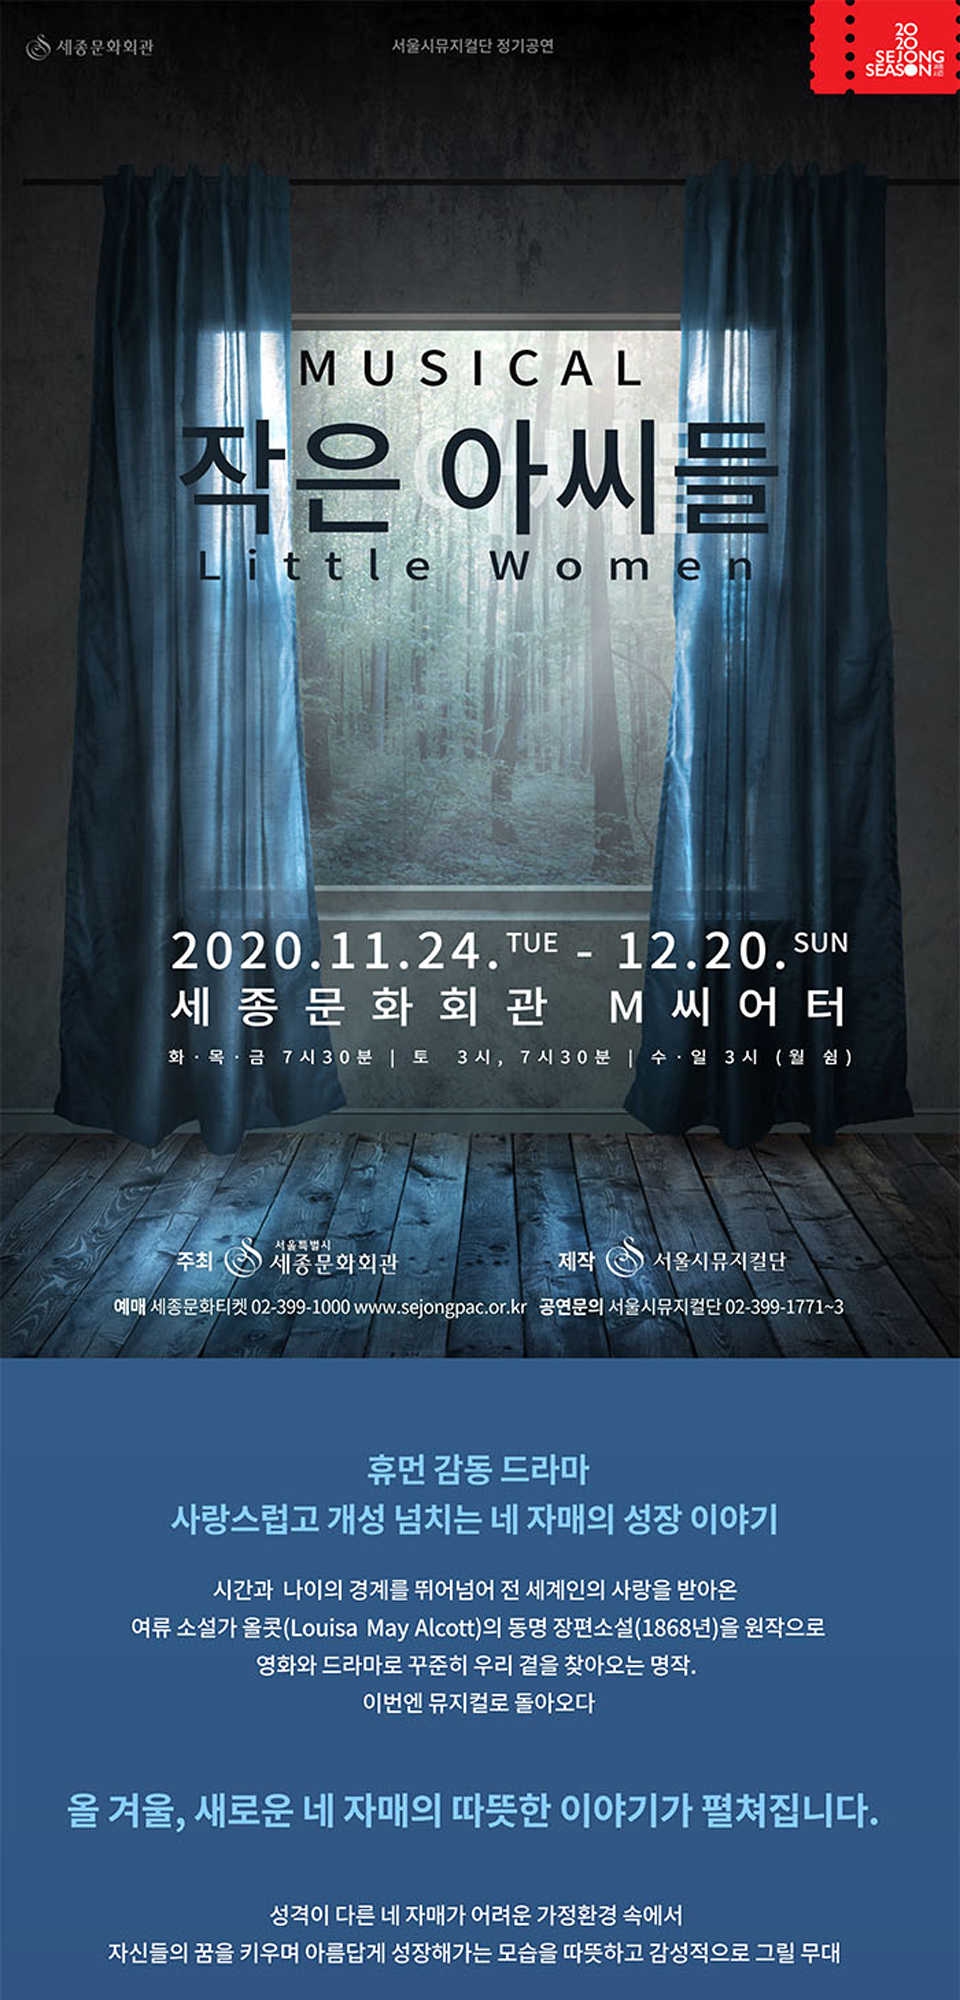 세종문화회관
서울시뮤지컬단 정기공연
20
20
SEJONG
SEASON
MUSICAL
작은 아씨들
Little Women
2020.11.24.TUE - 12.20.SUN
세종문화회관 M씨어터
화·목·금 7시30분 | 토 3시, 7시30분 | 수·일 3시 (월 쉼)
주최 서울특별시 세종문화회관 제작 서울시뮤지컬단
예매 세종문화티켓 02-399-1000 www.sejongpac.or.kr 공연문의 서울시뮤지컬단 02-399-1771~3
휴먼 감동 드라마
사랑스럽고 개성 넘치는 네 자매의 성장 이야기
시간과 나이의 경계를 뛰어넘어 전 세계인의 사랑을 받아온
여류 소설가 올콧(Louisa May Alcott)의 동명 장편소설(1868년)을 원작으로
영화와 드라마로 꾸준히 우리 곁을 찾아오는 명작.
이번엔 뮤지컬로 돌아오다
올 겨울, 새로운 네 자매의 따뜻한 이야기가 펼쳐집니다.
성격이 다른 네 자매가 어려운 가정환경 속에서
자신들의 꿈을 키우며 아름답게 성장해가는 모습을 따뜻하고 감성적으로 그릴 무대